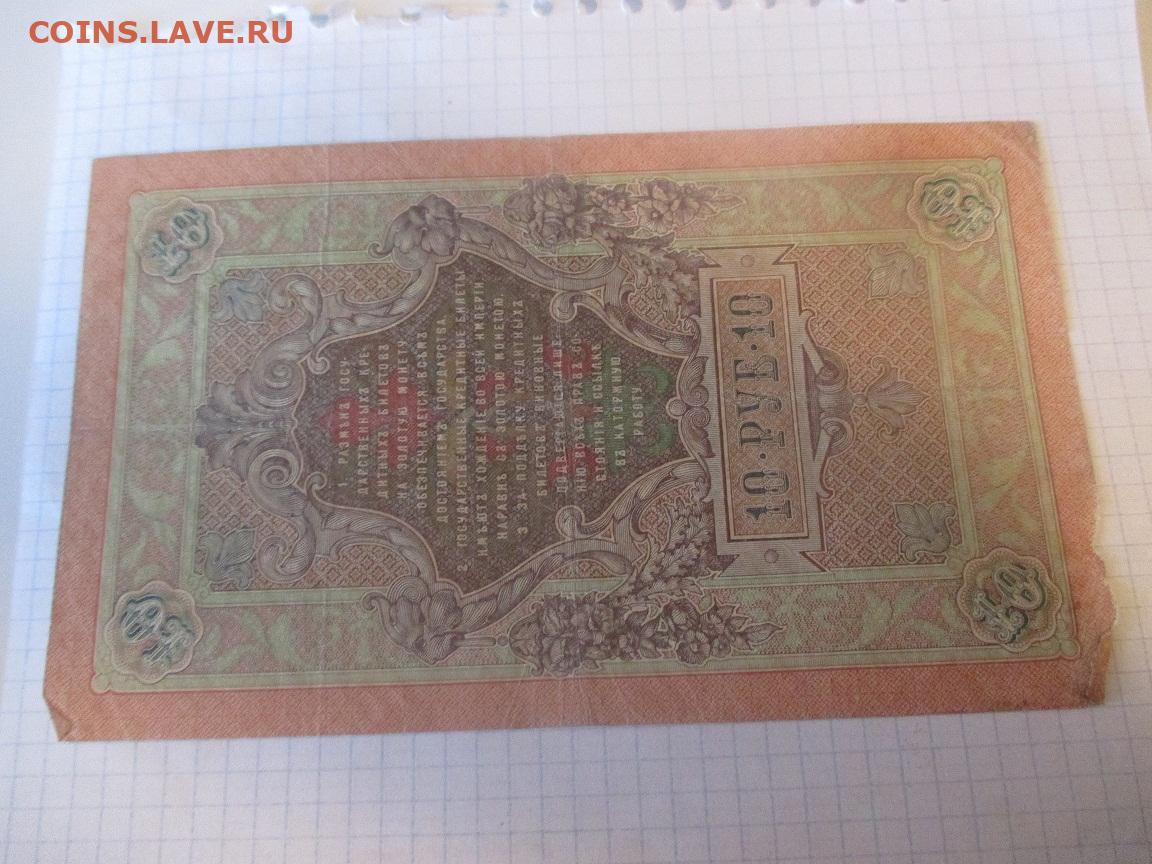 COINS.LAVE.RU
1. РАЗМѢНЪ ГОСУ-
ДАРСТВЕННЫХЪ КРЕ-
ДИТНЫХЪ БИЛЕТОВЪ
НА ЗОЛОТУЮ МОНЕТУ
ОБЕЗПЕЧИВАЕТСЯ ВСѢМЪ
ДОСТОЯНІЕМЪ ГОСУДАРСТВА.
2. ГОСУДАРСТВЕННЫЕ КРЕДИТНЫЕ БИЛЕТЫ
ИМѢЮТЪ ХОЖДЕНІЕ ВО ВСЕЙ ИМПЕРІИ
НАРАВНѢ СЪ ЗОЛОТОЮ МОНЕТОЮ.
3. ЗА ПОДДѢЛКУ КРЕДИТНЫХЪ
БИЛЕТОВЪ ВИНОВНЫЕ
ПОДВЕРГАЮТСЯ ЛИШЕ-
НІЮ ВСѢХЪ ПРАВЪ СО-
СТОЯНІЯ И ССЫЛКѢ
ВЪ КАТОРЖНУЮ
РАБОТУ.
10·РУБ·10